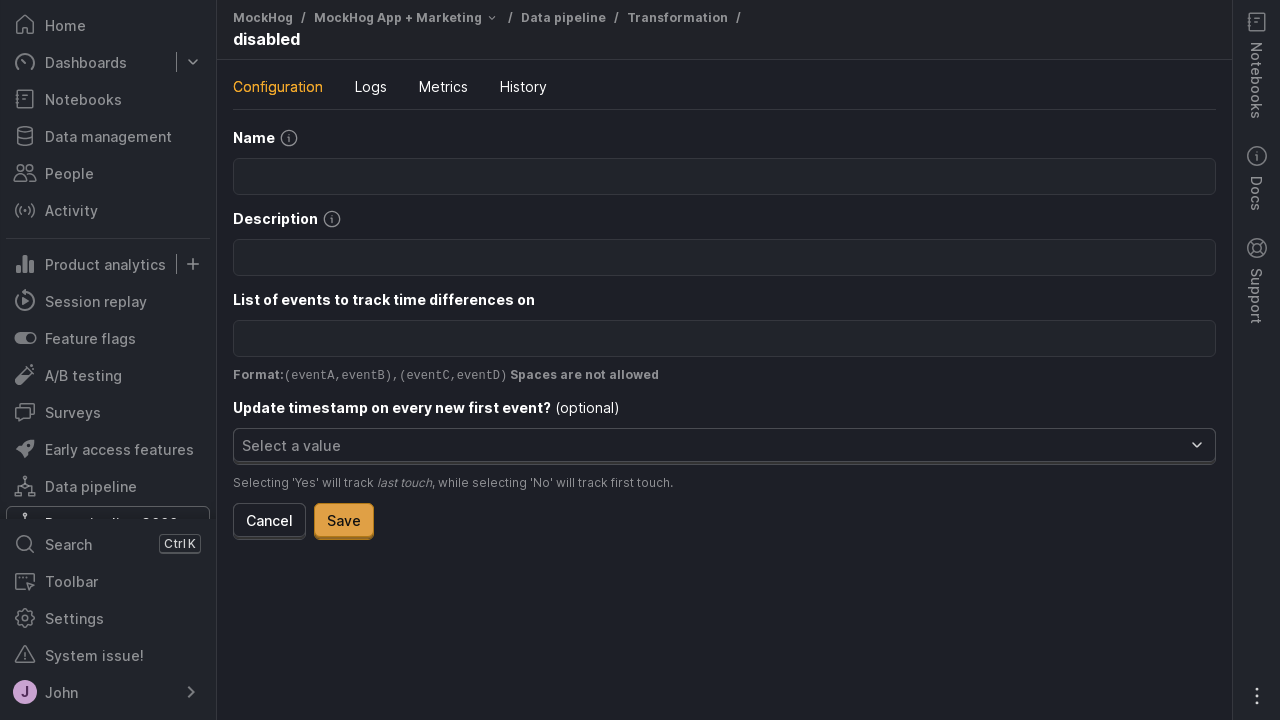 Home
Dashboards
Notebooks
Data management
People
Activity
Product analytics
Session replay
Feature flags
A/B testing
Surveys
Early access features
Data pipeline
Search
Ctrl K
Toolbar
Settings
System issue!
J
John
MockHog / MockHog App + Marketing / Data pipeline / Transformation /
disabled
Configuration Logs Metrics History
Name
Description
List of events to track time differences on
Format:(eventA,eventB),(eventC,eventD) Spaces are not allowed
Update timestamp on every new first event? (optional)
Select a value
Selecting 'Yes' will track last touch, while selecting 'No' will track first touch.
Cancel Save
Notebooks
Docs
Support